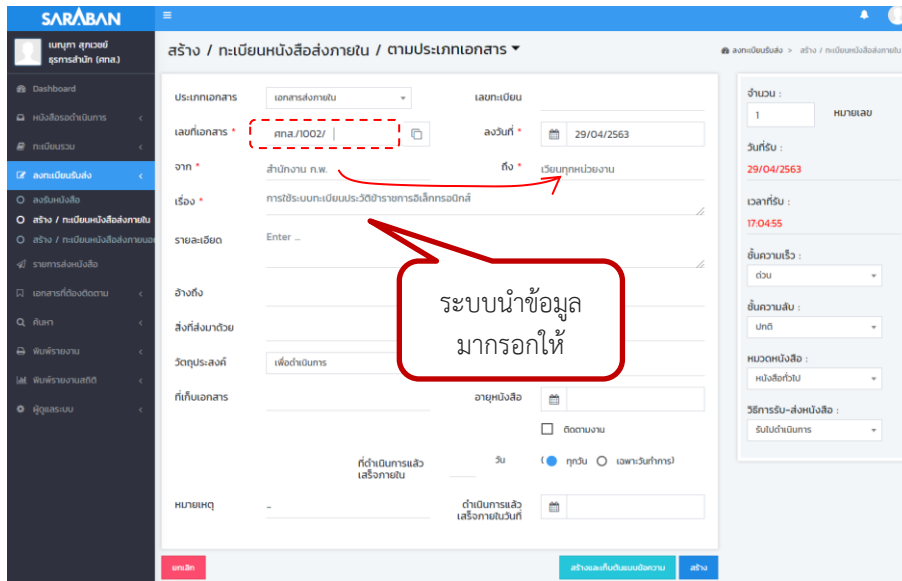 SARABAN
เบญภา สุภเวชย์
ธุรการสำนัก (ศกล.)
Dashboard
หนังสือรอดำเนินการ
ทะเบียนรวม
ลงทะเบียนรับส่ง
ลงรับหนังสือ
สร้าง / ทะเบียนหนังสือส่งภายใน
สร้าง / ทะเบียนหนังสือส่งภายนอก
รายการส่งหนังสือ
เอกสารที่ต้องติดตาม
ค้นหา
พิมพ์รายงาน
พิมพ์รายงานสถิติ
ผู้ดูแลระบบ
สร้าง / ทะเบียนหนังสือส่งภายใน / ตามประเภทเอกสาร
ลงทะเบียนรับส่ง > สร้าง / ทะเบียนหนังสือส่งภายใน
ประเภทเอกสาร เอกสารส่งภายใน เลขทะเบียน
เลขที่เอกสาร * ศกล./1002/ ลงวันที่ * 29/04/2563
จาก * สำนักงาน ก.พ. ถึง * เวียนทุกหน่วยงาน
เรื่อง * การใช้ระบบทะเบียนประวัติข้าราชการอิเล็กทรอนิกส์
รายละเอียด Enter ...
อ้างถึง
สิ่งที่ส่งมาด้วย
วัตถุประสงค์ เพื่อดำเนินการ
ระบบนำข้อมูล
มากรอกให้
ที่เก็บเอกสาร อายุหนังสือ
ติดตามงาน
ที่ดำเนินการแล้ว
เสร็จภายใน วัน ( ทุกวัน เฉพาะวันทำการ)
หมายเหตุ - ดำเนินการแล้ว
เสร็จภายในวันที่
ยกเลิก สร้างและเก็บต้นแบบข้อความ สร้าง
จำนวน :
1 หมายเลข
วันที่รับ :
29/04/2563
เวลาที่รับ :
17:04:55
ชั้นความเร็ว :
ด่วน
ชั้นความลับ :
ปกติ
หมวดหนังสือ :
หนังสือทั่วไป
วิธีการรับ-ส่งหนังสือ :
รับไปดำเนินการ